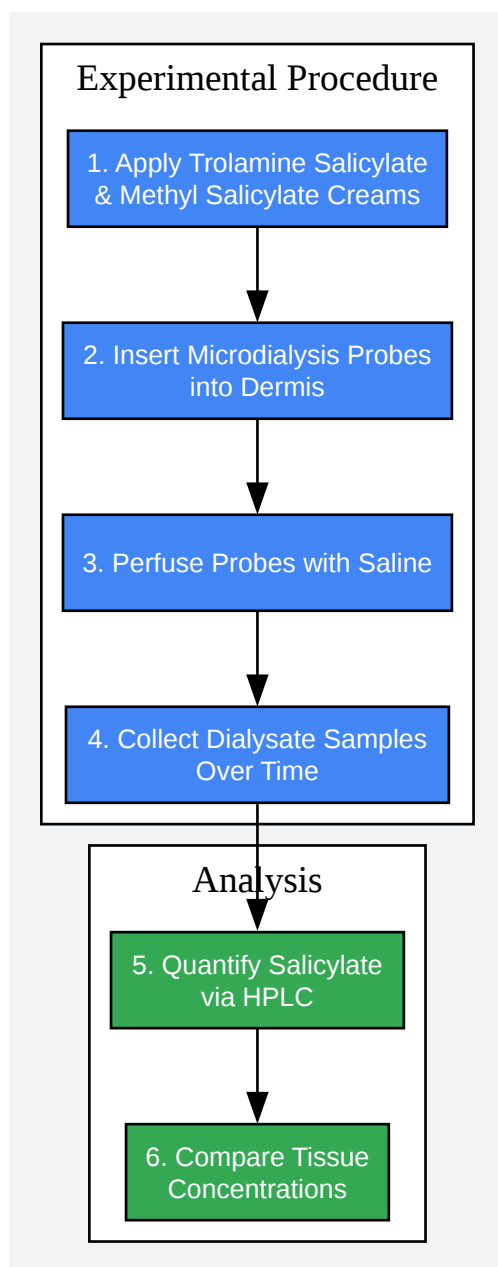 Experimental Procedure
1. Apply Trolamine Salicylate
& Methyl Salicylate Creams
2. Insert Microdialysis Probes
into Dermis
3. Perfuse Probes with Saline
4. Collect Dialysate Samples
Over Time
Analysis
5. Quantify Salicylate
via HPLC
6. Compare Tissue
Concentrations